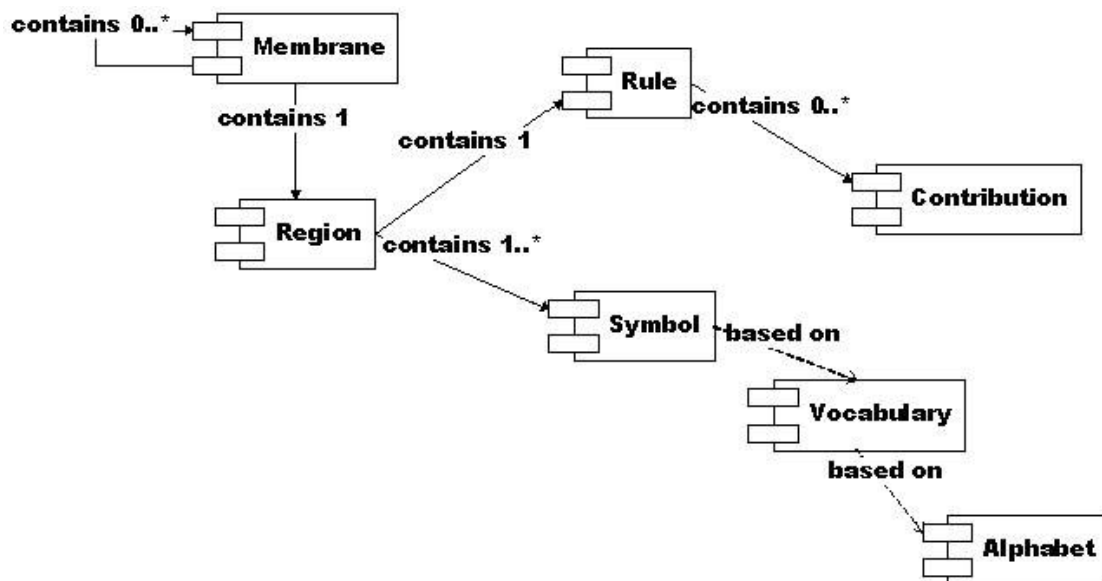 contains 0..*
Membrane
contains 1
Rule
contains 0..*
contains 1
Contribution
Region
contains 1..*
Symbol
based on
Vocabulary
based on
Alphabet